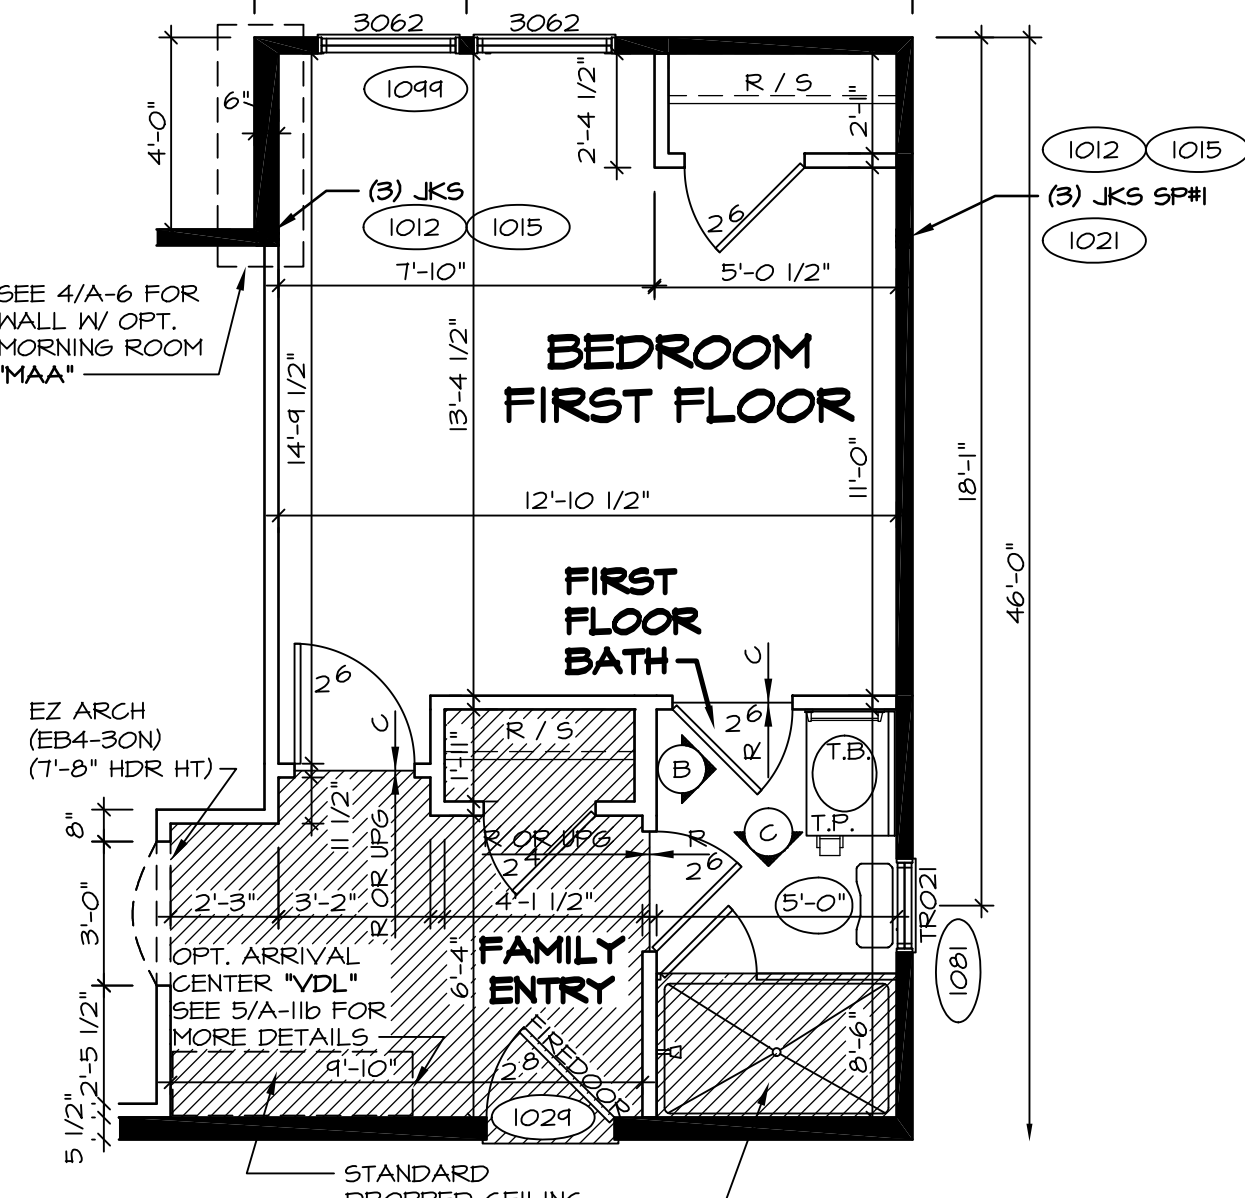 3062
3062
1099
R / S
6"
4'-0"
2'-4 1/2"
2'-1"
1012
1015
(3) JKS
(3) JKS SP#1
1012
1015
1021
2 6
7'-10"
5'-0 1/2"
SEE 4/A-6 FOR
WALL W/ OPT.
MORNING ROOM
"MAA"
BEDROOM
FIRST FLOOR
14'-9 1/2"
13'-4 1/2"
11'-0"
18'-1"
46'-0"
12'-10 1/2"
FIRST
FLOOR
BATH
C
2 6
2 6
R
EZ ARCH
(EB4-30N)
(7'-8" HDR HT)
C
R / S
1'-11"
B
T.B.
T.P.
C
8"
11 1/2"
R OR UPG
R OR UPG
R
2 4
2 6
3'-0"
2'-3"
3'-2"
4'-1 1/2"
5'-0"
TR021
1081
OPT. ARRIVAL
CENTER "VDL"
SEE 5/A-11b FOR
MORE DETAILS
6'-4"
FAMILY
ENTRY
2'-5 1/2"
9'-10"
2 8
FIREDOOR
8'-6"
5 1/2"
1029
STANDARD
DROPPED CEILING